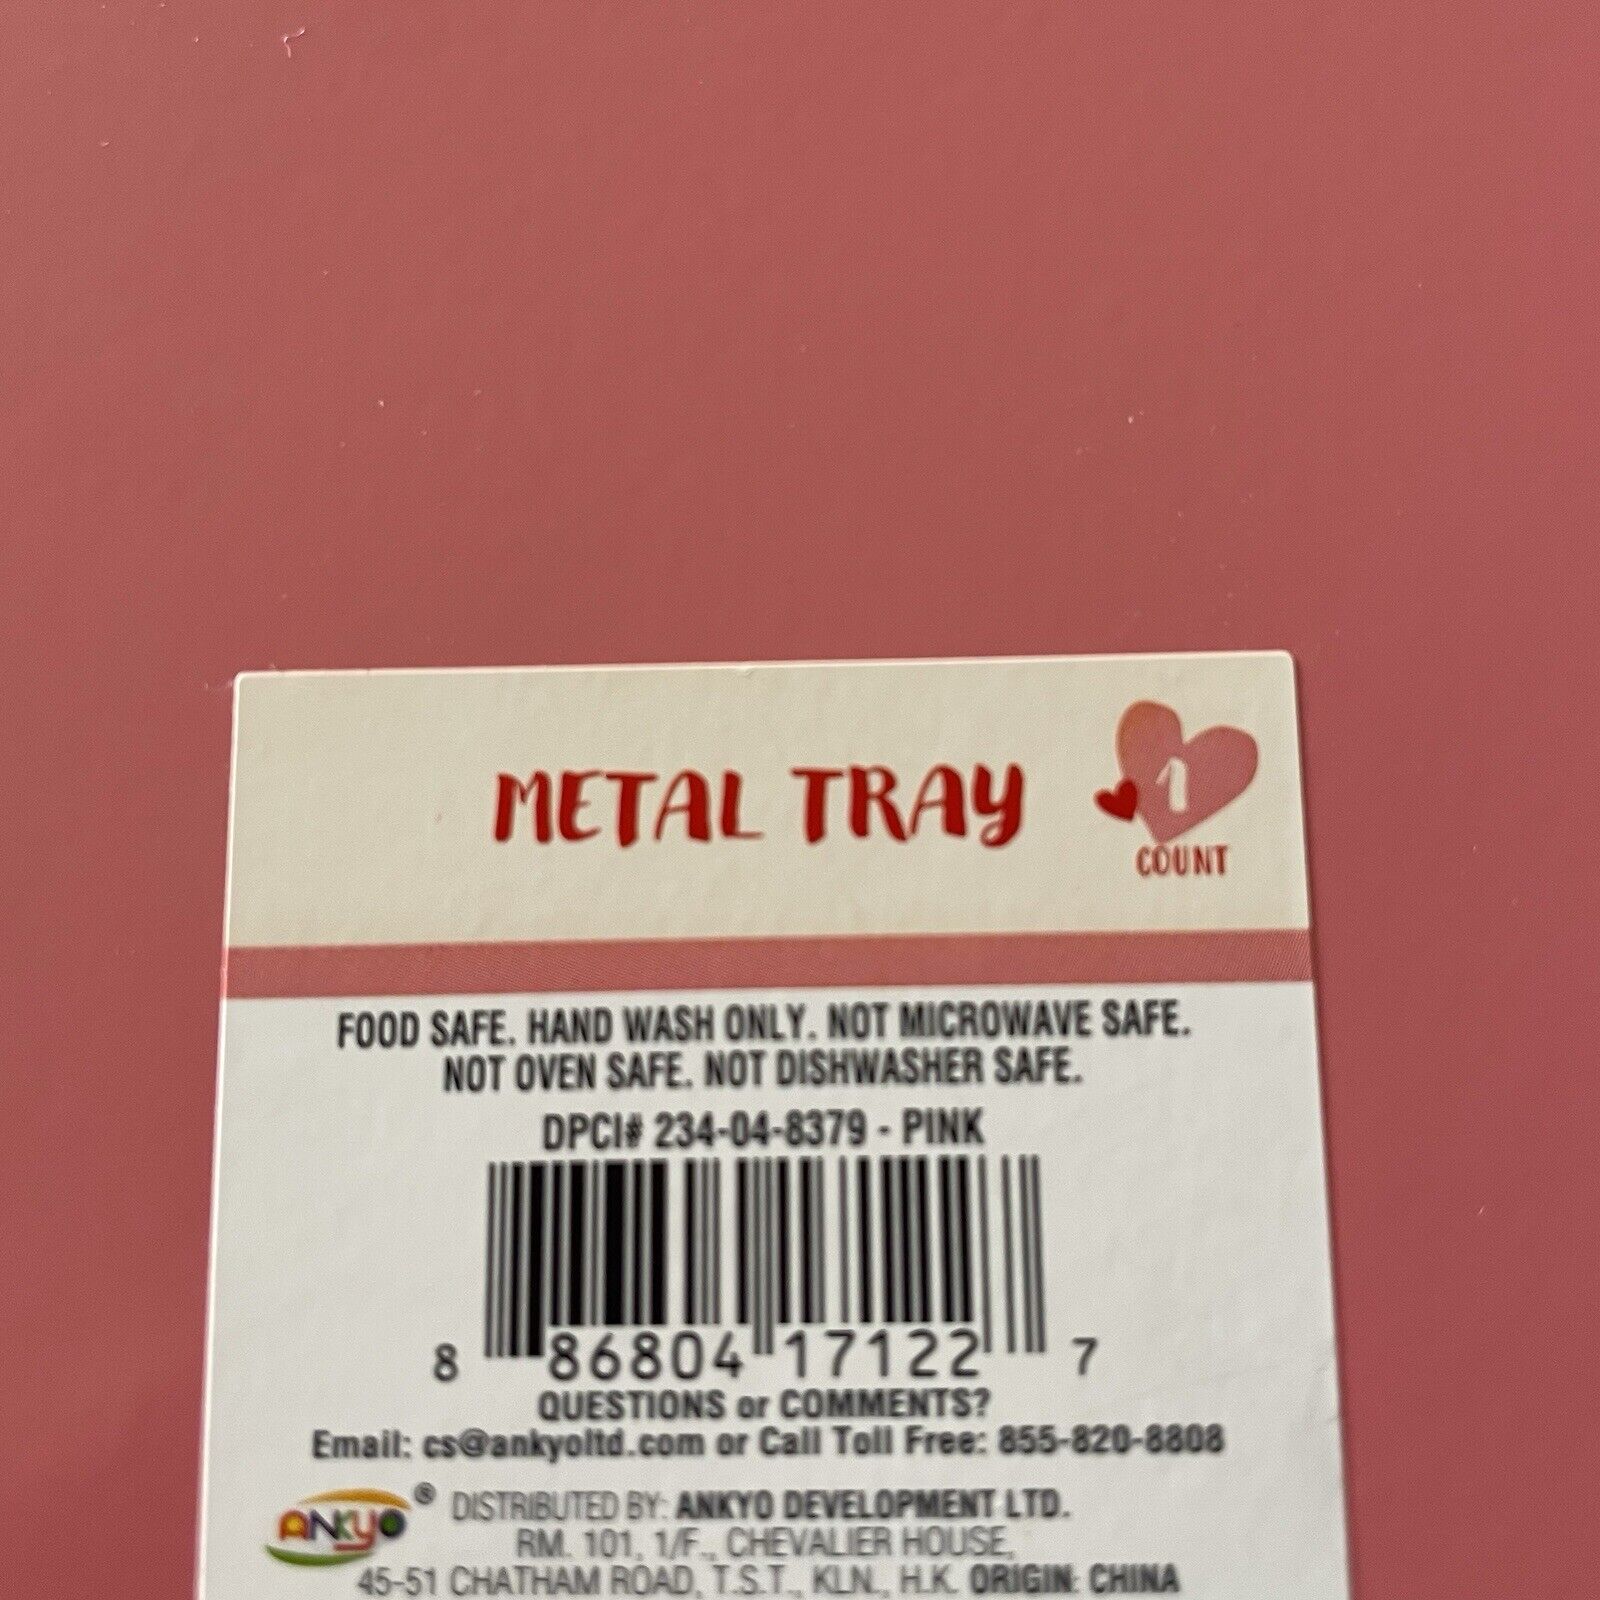 METAL TRAY
1
COUNT
FOOD SAFE. HAND WASH ONLY. NOT MICROWAVE SAFE.
NOT OVEN SAFE. NOT DISHWASHER SAFE.
DPCI# 234-04-8379 - PINK
8 86804 17122 7
QUESTIONS or COMMENTS?
Email: cs@ankyoltd.com or Call Toll Free: 855-820-8808
ANKYO ® DISTRIBUTED BY: ANKYO DEVELOPMENT LTD.
RM. 101, 1/F., CHEVALIER HOUSE,
45-51 CHATHAM ROAD, T.S.T., KLN., H.K. ORIGIN: CHINA